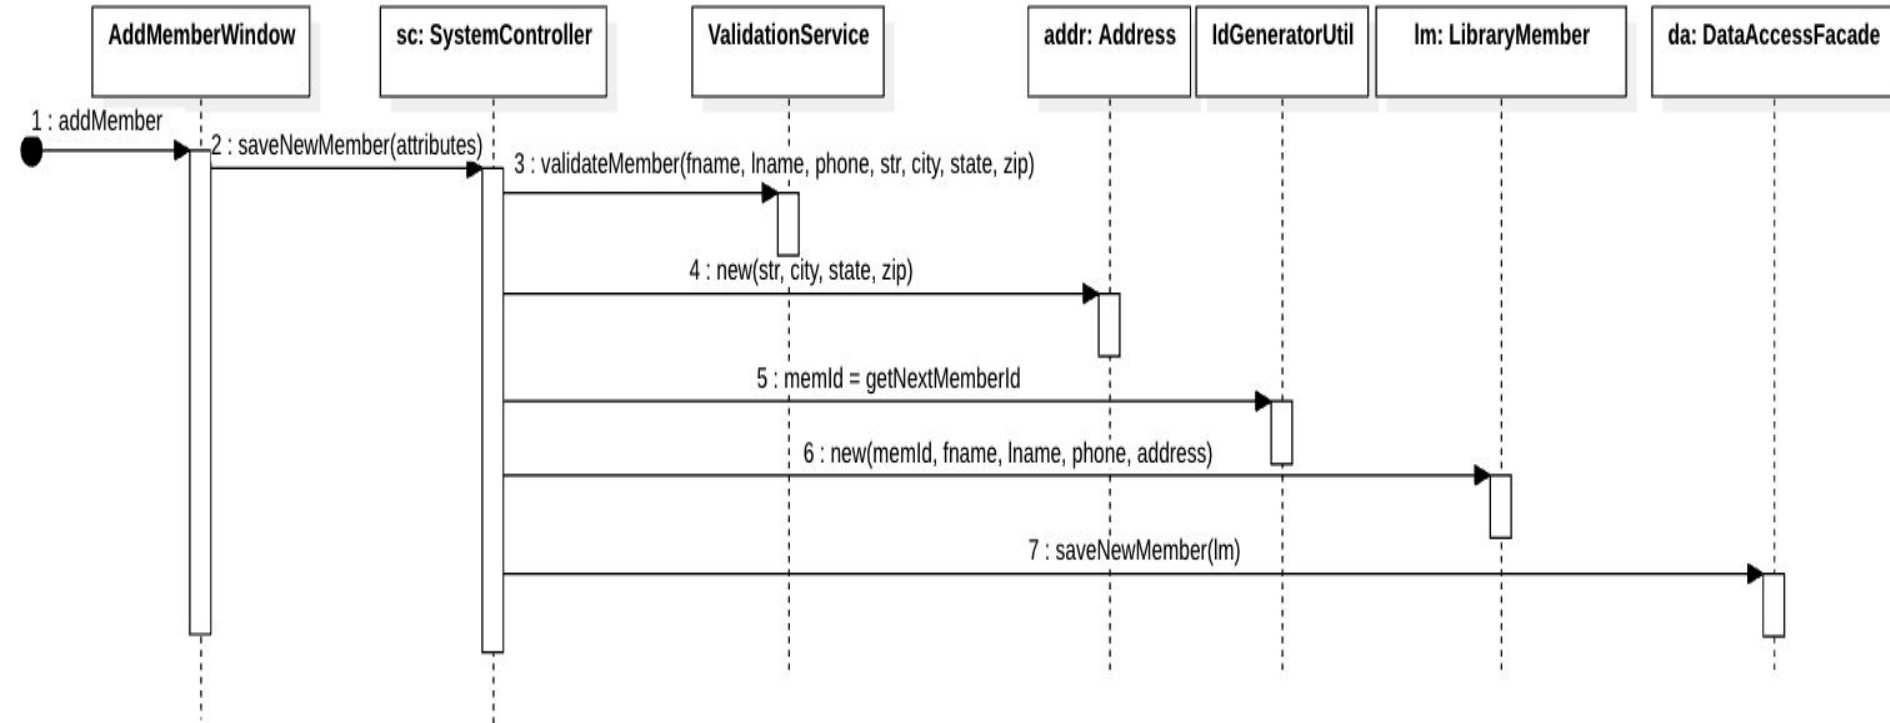 AddMemberWindow
sc: SystemController
ValidationService
addr: Address
IdGeneratorUtil
lm: LibraryMember
da: DataAccessFacade
1 : addMember
2 : saveNewMember(attributes)
3 : validateMember(fname, lname, phone, str, city, state, zip)
4 : new(str, city, state, zip)
5 : memId = getNextMemberId
6 : new(memId, fname, lname, phone, address)
7 : saveNewMember(lm)